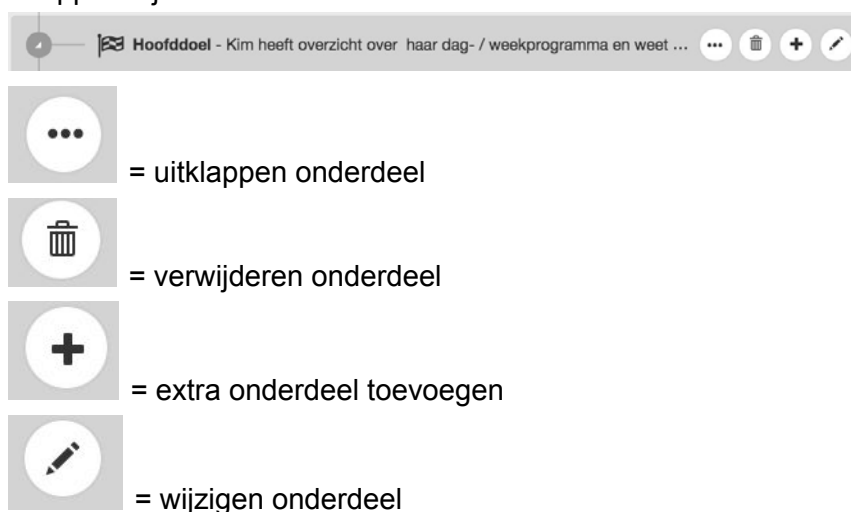 Hoofddoel - Kim heeft overzicht over haar dag- / weekprogramma en weet ...
= uitklappen onderdeel
= verwijderen onderdeel
= extra onderdeel toevoegen
= wijzigen onderdeel